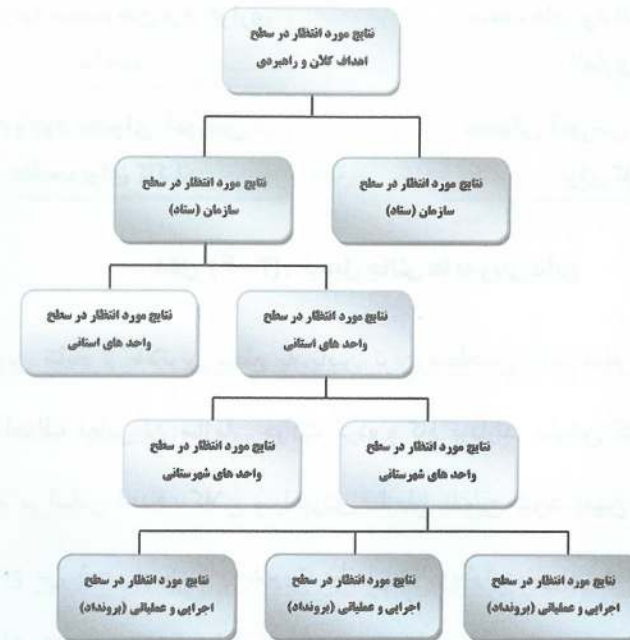 نتایج مورد انتظار در سطح
اهداف کلان و راهبردی
نتایج مورد انتظار در سطح
سازمان (ستاد)
نتایج مورد انتظار در سطح
سازمان (ستاد)
نتایج مورد انتظار در سطح
واحد های استانی
نتایج مورد انتظار در سطح
واحد های استانی
نتایج مورد انتظار در سطح
واحد های شهرستانی
نتایج مورد انتظار در سطح
واحد های شهرستانی
نتایج مورد انتظار در سطح
اجرایی و عملیاتی (برونداد)
نتایج مورد انتظار در سطح
اجرایی و عملیاتی (برونداد)
نتایج مورد انتظار در سطح
اجرایی و عملیاتی (برونداد)